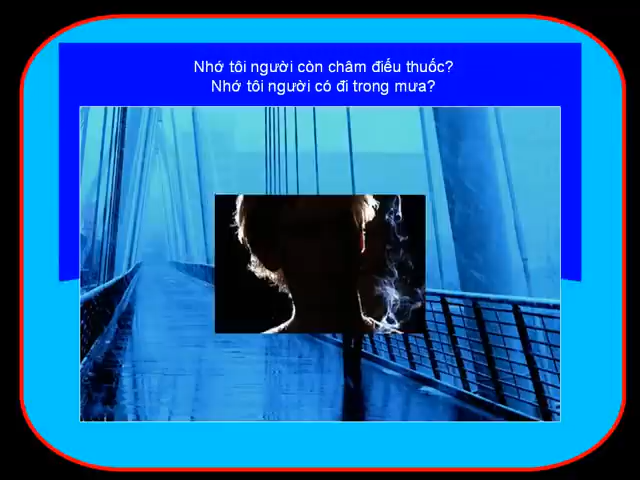 Nhớ tôi người còn châm điếu thuốc?
Nhớ tôi người có đi trong mưa?